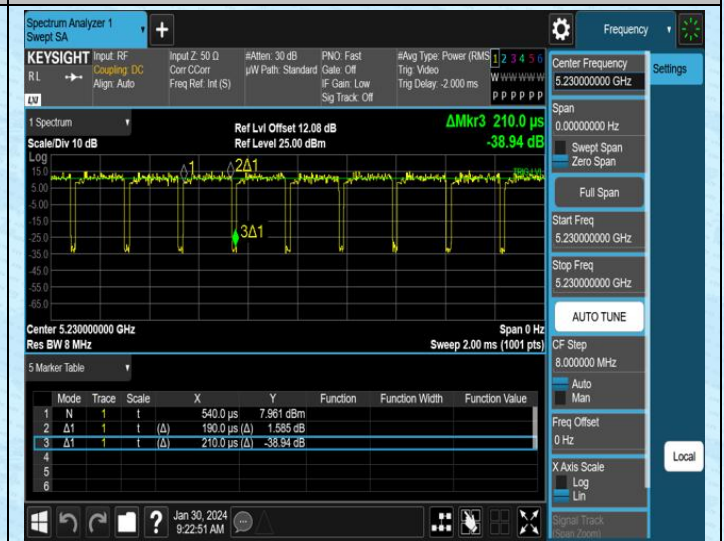 Spectrum Analyzer 1
Swept SA
+
Frequency
KEYSIGHT
RL
Input: RF
Coupling: DC
Align: Auto
Input Z: 50 Ω
Corr CCorr
Freq Ref: Int (S)
#Atten: 30 dB
µW Path: Standard
PNO: Fast
Gate: Off
IF Gain: Low
Sig Track: Off
#Avg Type: Power (RMS
Trig: Video
Trig Delay: -2.000 ms
1 2 3 4 5 6
W W W W W W
P P P P P P
LXI
1 Spectrum
Scale/Div 10 dB
Ref Lvl Offset 12.08 dB
Ref Level 25.00 dBm
ΔMkr3 210.0 µs
-38.94 dB
Log
15.0
5.00
-5.00
-15.0
-25.0
-35.0
-45.0
-55.0
-65.0
1
2Δ1
3Δ1
Center 5.230000000 GHz
Res BW 8 MHz
Span 0 Hz
Sweep 2.00 ms (1001 pts)
5 Marker Table
Mode Trace Scale X Y Function Function Width Function Value
1 N 1 t 540.0 µs 7.961 dBm
2 Δ1 1 t (Δ) 190.0 µs (Δ) 1.585 dB
3 Δ1 1 t (Δ) 210.0 µs (Δ) -38.94 dB
4
5
6
?
Jan 30, 2024
9:22:51 AM
Center Frequency
5.230000000 GHz
Span
0.00000000 Hz
Swept Span
Zero Span
Full Span
Start Freq
5.230000000 GHz
Stop Freq
5.230000000 GHz
AUTO TUNE
CF Step
8.000000 MHz
Auto
Man
Freq Offset
0 Hz
X Axis Scale
Log
Lin
Signal Track
(Span Zoom)
Settings
Local